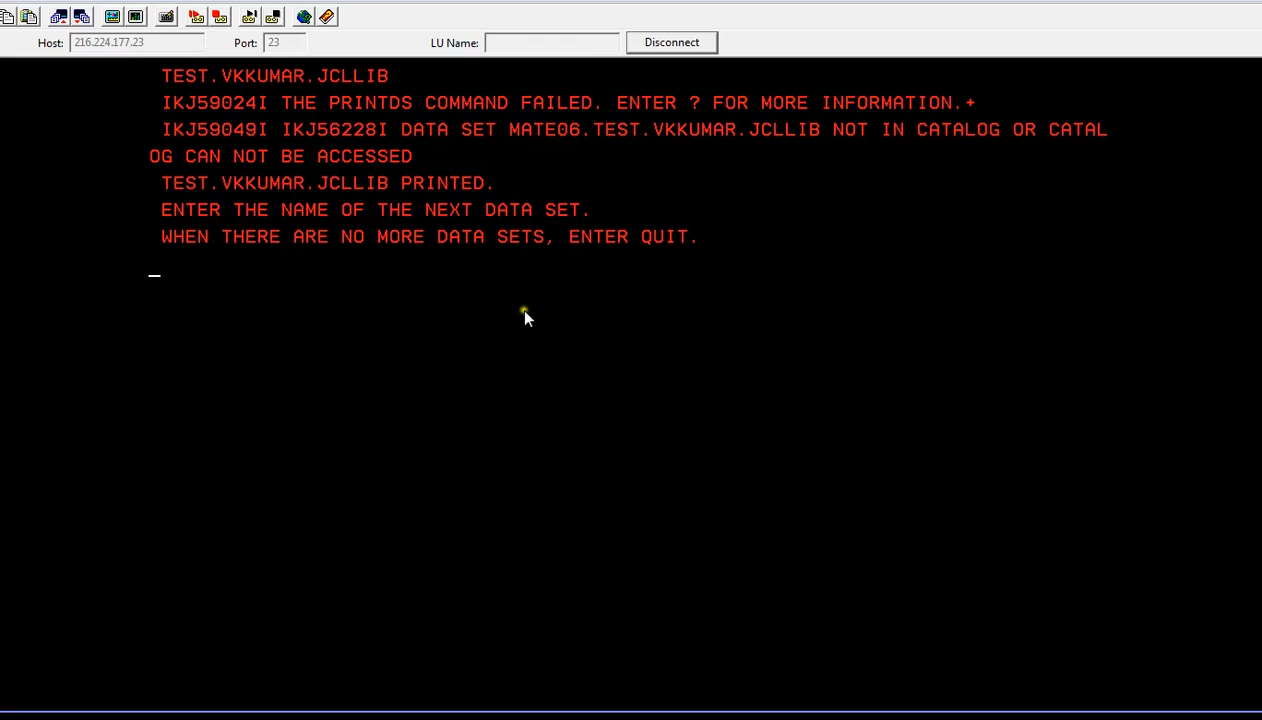 Host: 216.224.177.23 Port: 23 LU Name: Disconnect
TEST.VKKUMAR.JCLLIB
IKJ59024I THE PRINTDS COMMAND FAILED. ENTER ? FOR MORE INFORMATION.+
IKJ59049I IKJ56228I DATA SET MATE06.TEST.VKKUMAR.JCLLIB NOT IN CATALOG OR CATAL
OG CAN NOT BE ACCESSED
TEST.VKKUMAR.JCLLIB PRINTED.
ENTER THE NAME OF THE NEXT DATA SET.
WHEN THERE ARE NO MORE DATA SETS, ENTER QUIT.